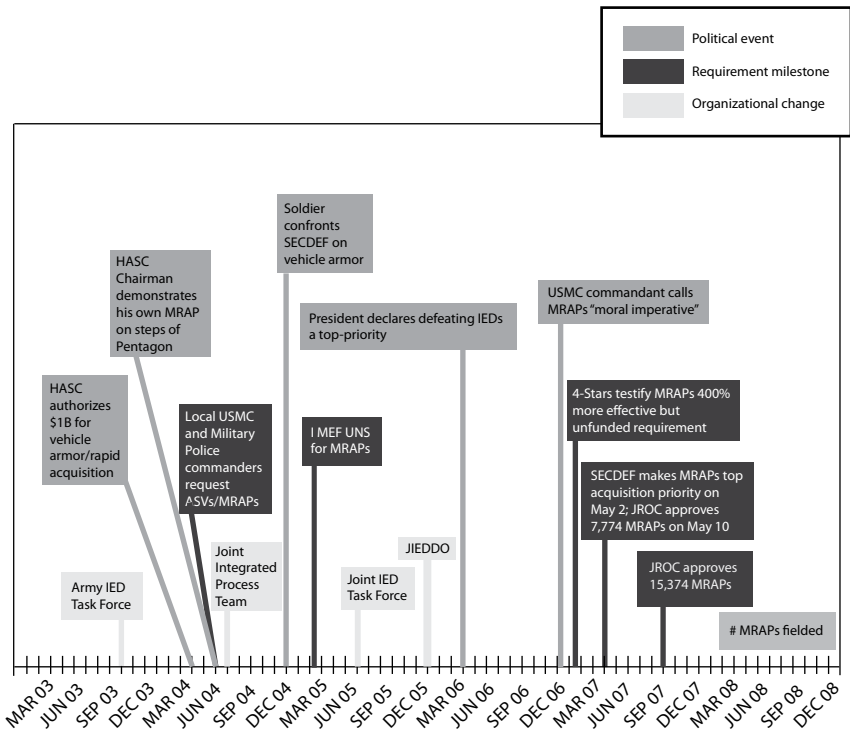 Political event
Requirement milestone
Organizational change
Soldier
confronts
SECDEF on
vehicle armor
HASC
Chairman
demonstrates
his own MRAP
on steps of
Pentagon
President declares defeating IEDs
a top-priority
USMC commandant calls
MRAPs “moral imperative”
HASC
authorizes
$1B for
vehicle
armor/rapid
acquisition
Local USMC
and Military
Police
commanders
request
ASVs/MRAPs
I MEF UNS
for MRAPs
4-Stars testify MRAPs 400%
more effective but
unfunded requirement
SECDEF makes MRAPs top
acquisition priority on
May 2; JROC approves
7,774 MRAPs on May 10
Army IED
Task Force
Joint
Integrated
Process
Team
Joint IED
Task Force
JIEDDO
JROC approves
15,374 MRAPs
# MRAPs fielded
MAR 03
JUN 03
SEP 03
DEC 03
MAR 04
JUN 04
SEP 04
DEC 04
MAR 05
JUN 05
SEP 05
DEC 05
MAR 06
JUN 06
SEP 06
DEC 06
MAR 07
JUN 07
SEP 07
DEC 07
MAR 08
JUN 08
SEP 08
DEC 08